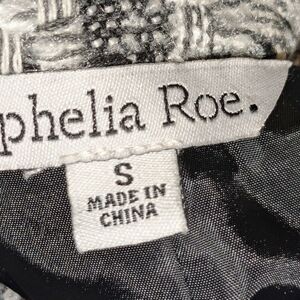 phelia Roe.
S
MADE IN
CHINA